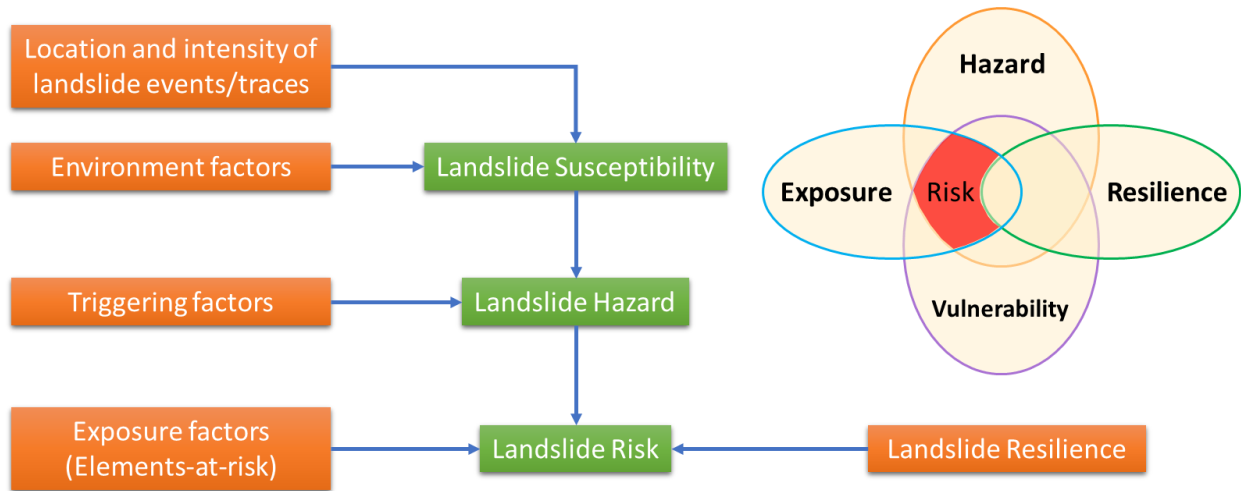 Location and intensity of
landslide events/traces
Environment factors
Landslide Susceptibility
Triggering factors
Landslide Hazard
Exposure factors
(Elements-at-risk)
Landslide Risk
Landslide Resilience
Hazard
Exposure
Risk
Resilience
Vulnerability